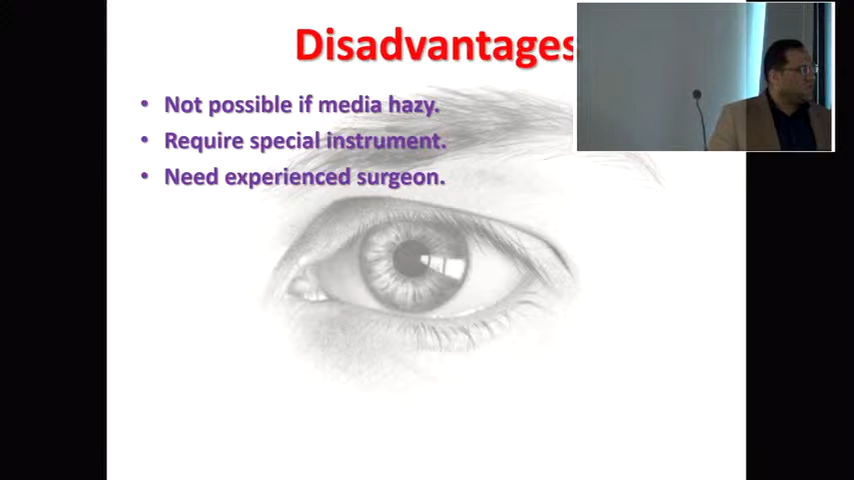 Disadvantages
• Not possible if media hazy.
• Require special instrument.
• Need experienced surgeon.